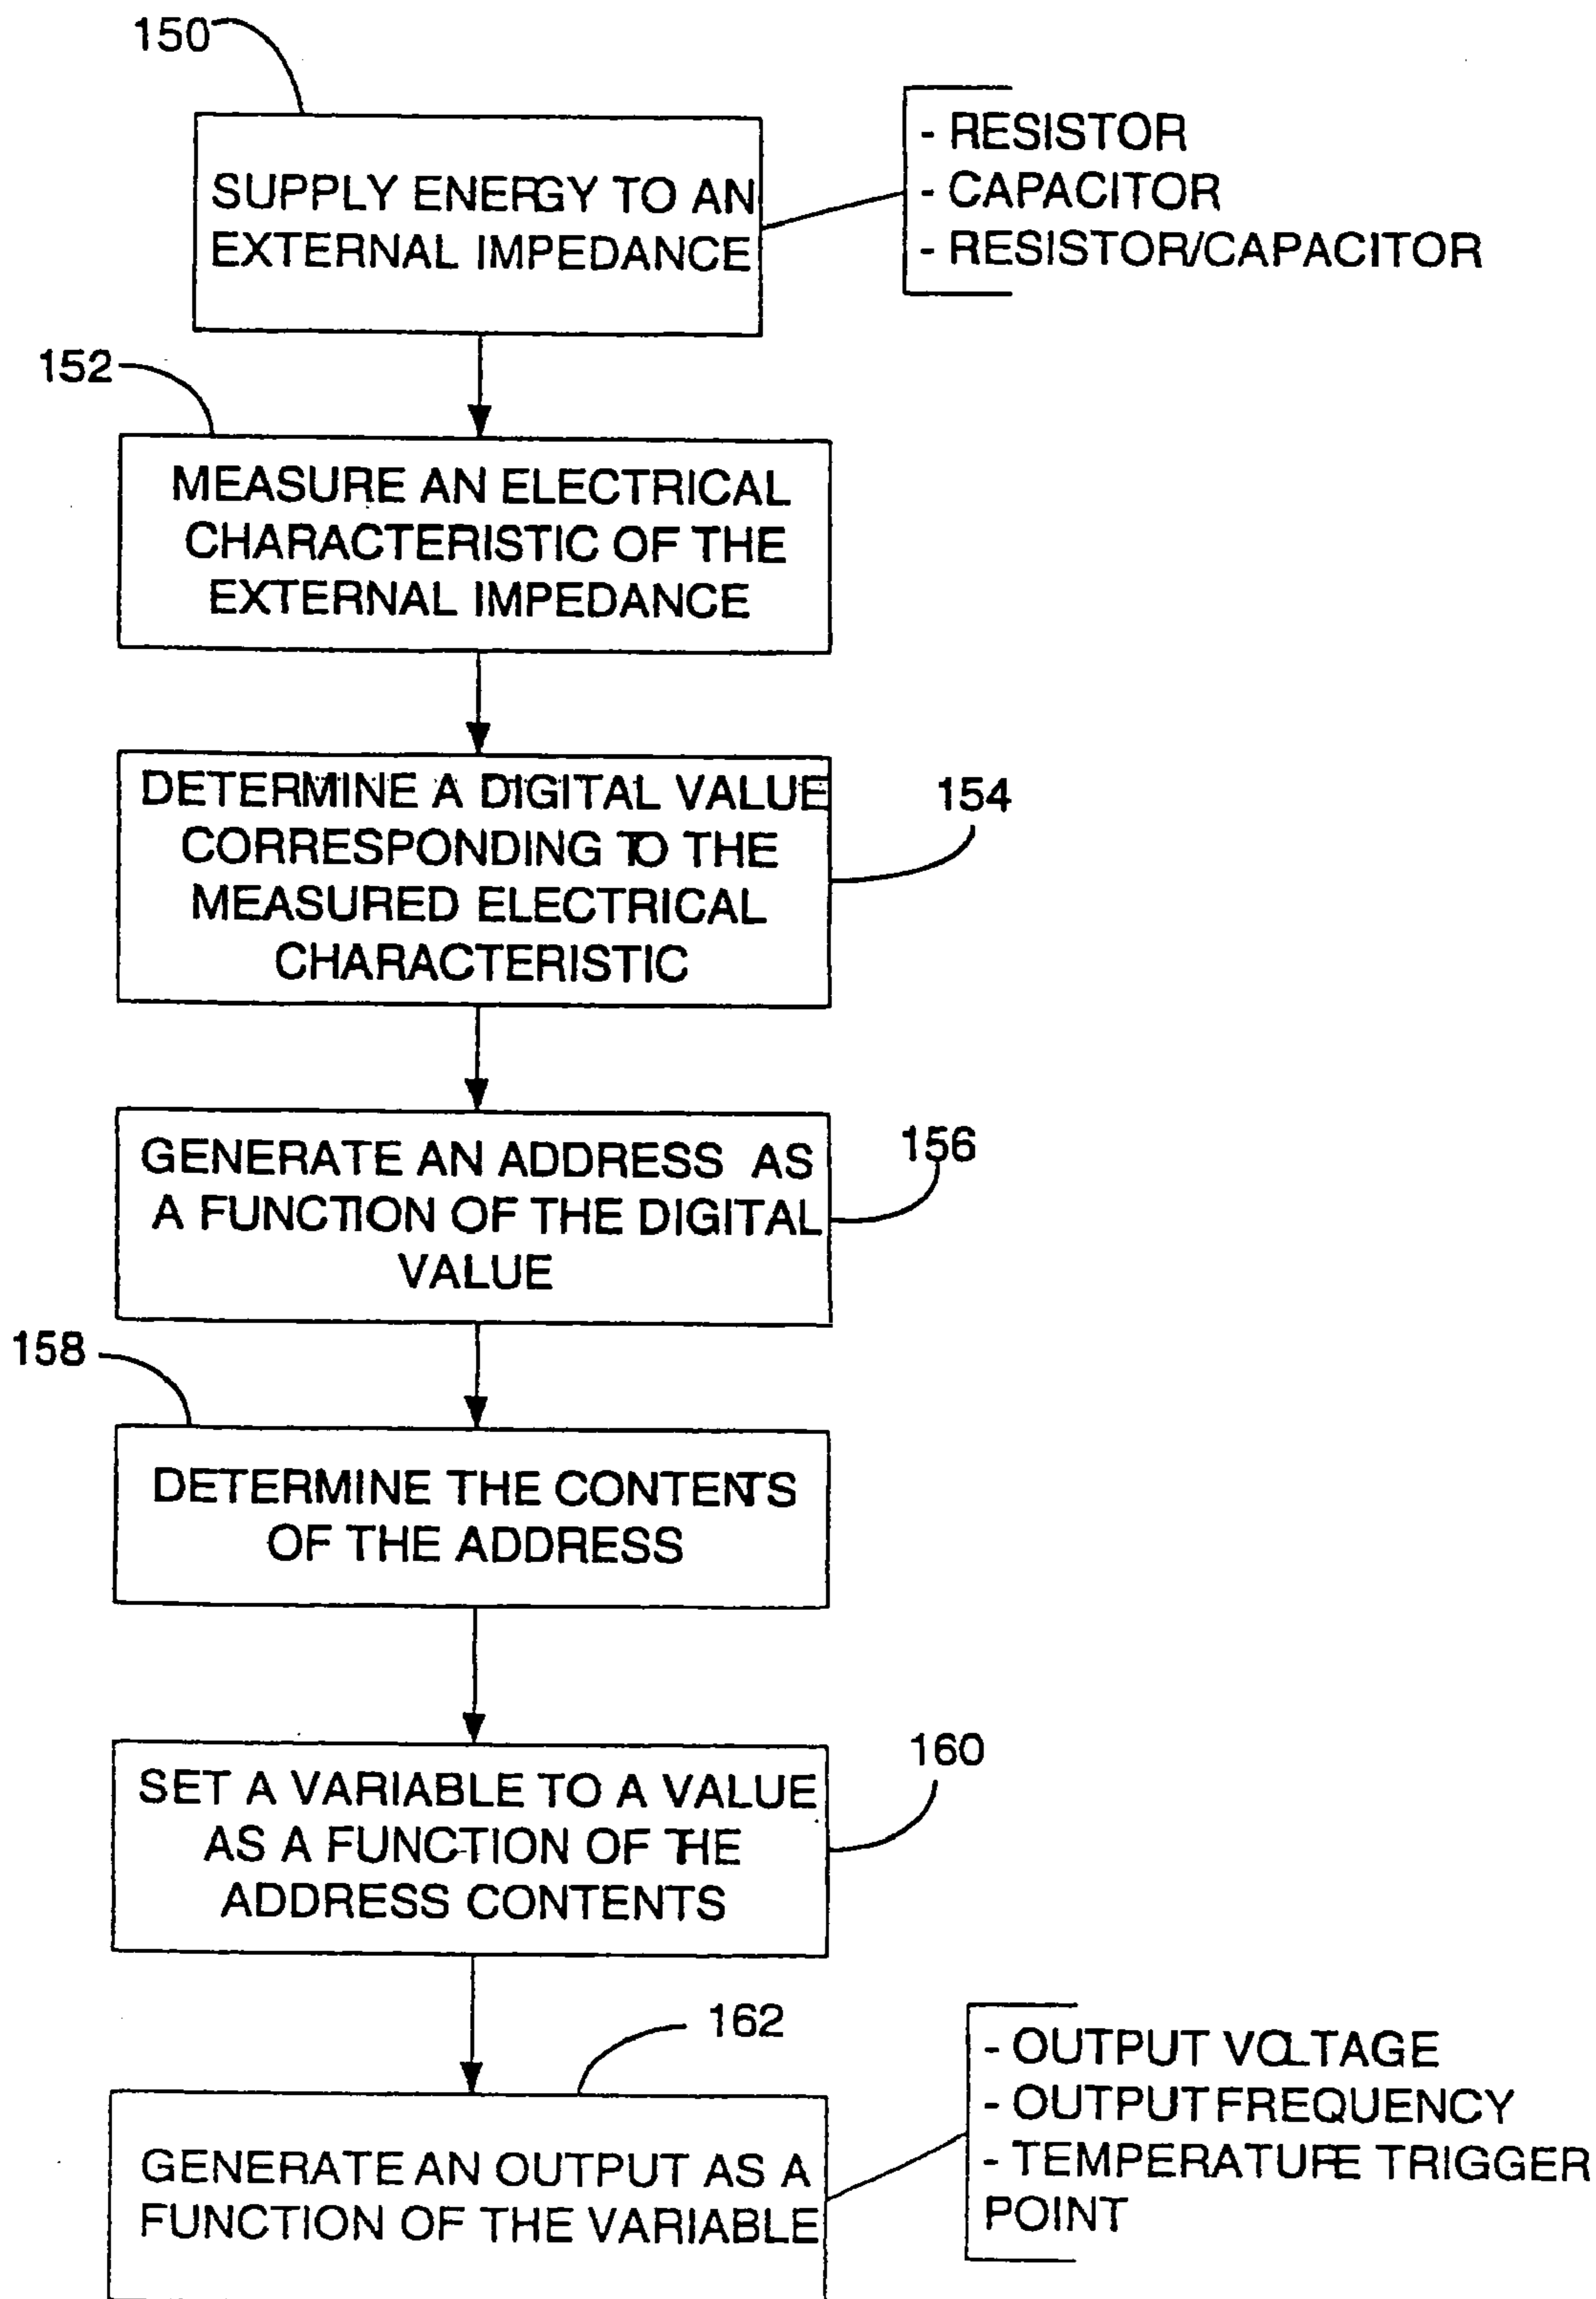 150
SUPPLY ENERGY TO AN
EXTERNAL IMPEDANCE
- RESISTOR
- CAPACITOR
- RESISTOR/CAPACITOR
152
MEASURE AN ELECTRICAL
CHARACTERISTIC OF THE
EXTERNAL IMPEDANCE
DETERMINE A DIGITAL VALUE
CORRESPONDING TO THE
MEASURED ELECTRICAL
CHARACTERISTIC
154
GENERATE AN ADDRESS AS
A FUNCTION OF THE DIGITAL
VALUE
156
158
DETERMINE THE CONTENTS
OF THE ADDRESS
SET A VARIABLE TO A VALUE
AS A FUNCTION OF THE
ADDRESS CONTENTS
160
162
GENERATE AN OUTPUT AS A
FUNCTION OF THE VARIABLE
- OUTPUT VOLTAGE
- OUTPUT FREQUENCY
- TEMPERATURE TRIGGER
POINT